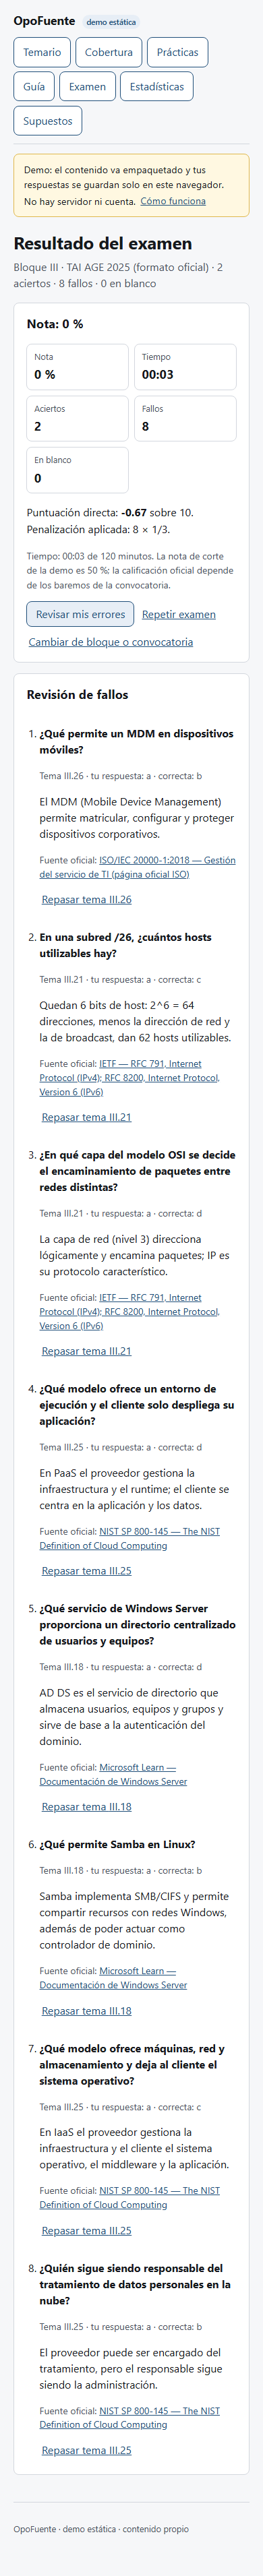 OpoFuente demo estática
Temario Cobertura Prácticas
Guía Examen Estadísticas
Supuestos
Demo: el contenido va empaquetado y tus
respuestas se guardan solo en este navegador.
No hay servidor ni cuenta. Cómo funciona
Resultado del examen
Bloque III · TAI AGE 2025 (formato oficial) · 2
aciertos · 8 fallos · 0 en blanco
Nota: 0 %
Nota
0 %
Tiempo
00:03
Aciertos
2
Fallos
8
En blanco
0
Puntuación directa: -0.67 sobre 10.
Penalización aplicada: 8 × 1/3.
Tiempo: 00:03 de 120 minutos. La nota de corte
de la demo es 50 %: la calificación oficial depende
de los baremos de la convocatoria.
Revisar mis errores Repetir examen
Cambiar de bloque o convocatoria
Revisión de fallos
1. ¿Qué permite un MDM en dispositivos
móviles?
Tema III.26 · tu respuesta: a · correcta: b
El MDM (Mobile Device Management)
permite matricular, configurar y proteger
dispositivos corporativos.
Fuente oficial: ISO/IEC 20000-1:2018 — Gestión
del servicio de TI (página oficial ISO)
Repasar tema III.26
2. En una subred /26, ¿cuántos hosts
utilizables hay?
Tema III.21 · tu respuesta: a · correcta: c
Quedan 6 bits de host: 2^6 = 64
direcciones, menos la dirección de red y
la de broadcast, dan 62 hosts utilizables.
Fuente oficial: IETF — RFC 791, Internet
Protocol (IPv4); RFC 8200, Internet Protocol,
Version 6 (IPv6)
Repasar tema III.21
3. ¿En qué capa del modelo OSI se decide
el encaminamiento de paquetes entre
redes distintas?
Tema III.21 · tu respuesta: a · correcta: d
La capa de red (nivel 3) direcciona
lógicamente y encamina paquetes; IP es
su protocolo característico.
Fuente oficial: IETF — RFC 791, Internet
Protocol (IPv4); RFC 8200, Internet Protocol,
Version 6 (IPv6)
Repasar tema III.21
4. ¿Qué modelo ofrece un entorno de
ejecución y el cliente solo despliega su
aplicación?
Tema III.25 · tu respuesta: a · correcta: d
En PaaS el proveedor gestiona la
infraestructura y el runtime; el cliente se
centra en la aplicación y los datos.
Fuente oficial: NIST SP 800-145 — The NIST
Definition of Cloud Computing
Repasar tema III.25
5. ¿Qué servicio de Windows Server
proporciona un directorio centralizado
de usuarios y equipos?
Tema III.18 · tu respuesta: a · correcta: d
AD DS es el servicio de directorio que
almacena usuarios, equipos y grupos y
sirve de base a la autenticación del
dominio.
Fuente oficial: Microsoft Learn —
Documentación de Windows Server
Repasar tema III.18
6. ¿Qué permite Samba en Linux?
Tema III.18 · tu respuesta: a · correcta: b
Samba implementa SMB/CIFS y permite
compartir recursos con redes Windows,
además de poder actuar como
controlador de dominio.
Fuente oficial: Microsoft Learn —
Documentación de Windows Server
Repasar tema III.18
7. ¿Qué modelo ofrece máquinas, red y
almacenamiento y deja al cliente el
sistema operativo?
Tema III.25 · tu respuesta: a · correcta: c
En IaaS el proveedor gestiona la
infraestructura y el cliente el sistema
operativo, el middleware y la aplicación.
Fuente oficial: NIST SP 800-145 — The NIST
Definition of Cloud Computing
Repasar tema III.25
8. ¿Quién sigue siendo responsable del
tratamiento de datos personales en la
nube?
Tema III.25 · tu respuesta: a · correcta: b
El proveedor puede ser encargado del
tratamiento, pero el responsable sigue
siendo la administración.
Fuente oficial: NIST SP 800-145 — The NIST
Definition of Cloud Computing
Repasar tema III.25
OpoFuente · demo estática · contenido propio